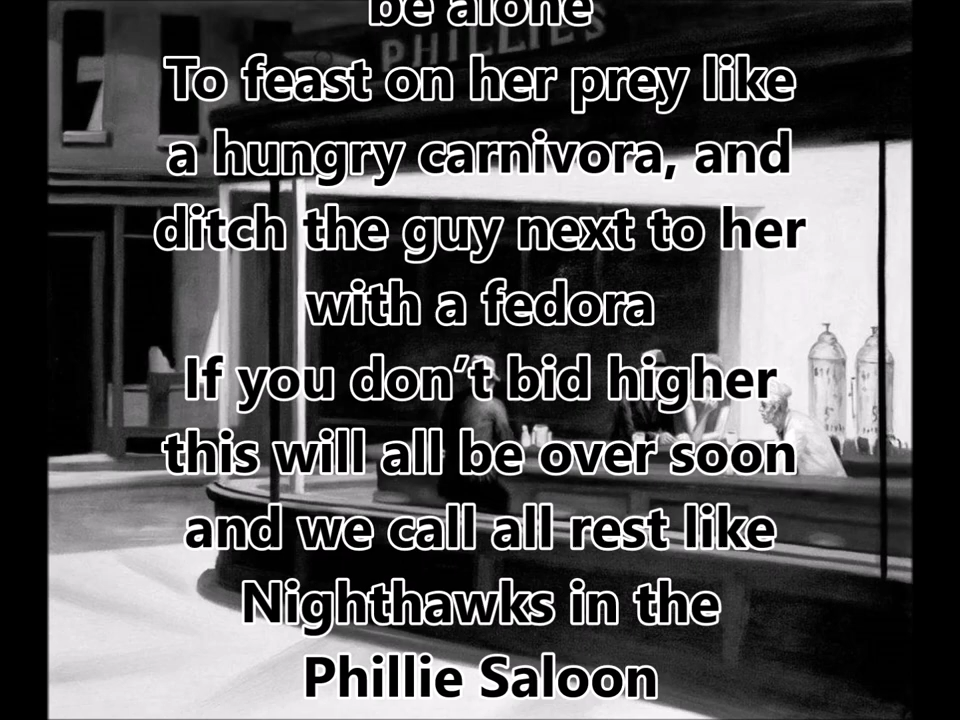 be alone
PHILLIES
To feast on her prey like
a hungry carnivora, and
ditch the guy next to her
with a fedora
If you don’t bid higher
this will all be over soon
and we call all rest like
Nighthawks in the
Phillie Saloon